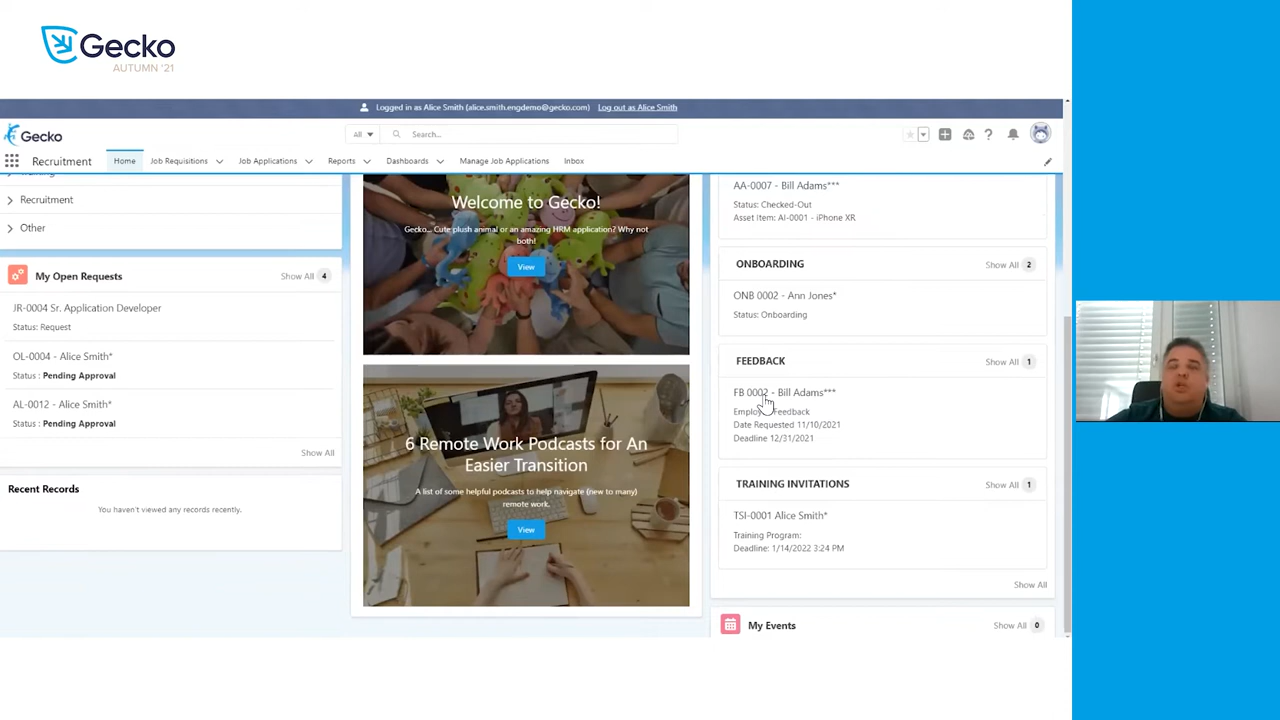 Gecko
AUTUMN '21
Logged in as Alice Smith (alice.smith.engdemo@gecko.com) Log out as Alice Smith
Gecko
All
Search...
Recruitment
Home
Job Requisitions
Job Applications
Reports
Dashboards
Manage Job Applications
Inbox
Training
Recruitment
Other
My Open Requests
Show All 4
JR-0004 Sr. Application Developer
Status: Request
OL-0004 - Alice Smith*
Status : Pending Approval
AL-0012 - Alice Smith*
Status : Pending Approval
Show All
Recent Records
You haven't viewed any records recently.
Welcome to Gecko!
Gecko... Cute plush animal or an amazing HRM application? Why not
both!
View
6 Remote Work Podcasts for An
Easier Transition
A list of some helpful podcasts to help navigate (new to many)
remote work.
View
AA-0007 - Bill Adams***
Status: Checked-Out
Asset Item: AI-0001 - iPhone XR
ONBOARDING
Show All 2
ONB 0002 - Ann Jones*
Status: Onboarding
FEEDBACK
Show All 1
FB 0002 - Bill Adams***
Feedback
Date Requested 11/10/2021
Deadline 12/31/2021
TRAINING INVITATIONS
Show All 1
TSI-0001 Alice Smith*
Training Program:
Deadline: 1/14/2022 3:24 PM
Show All
My Events
Show All 0